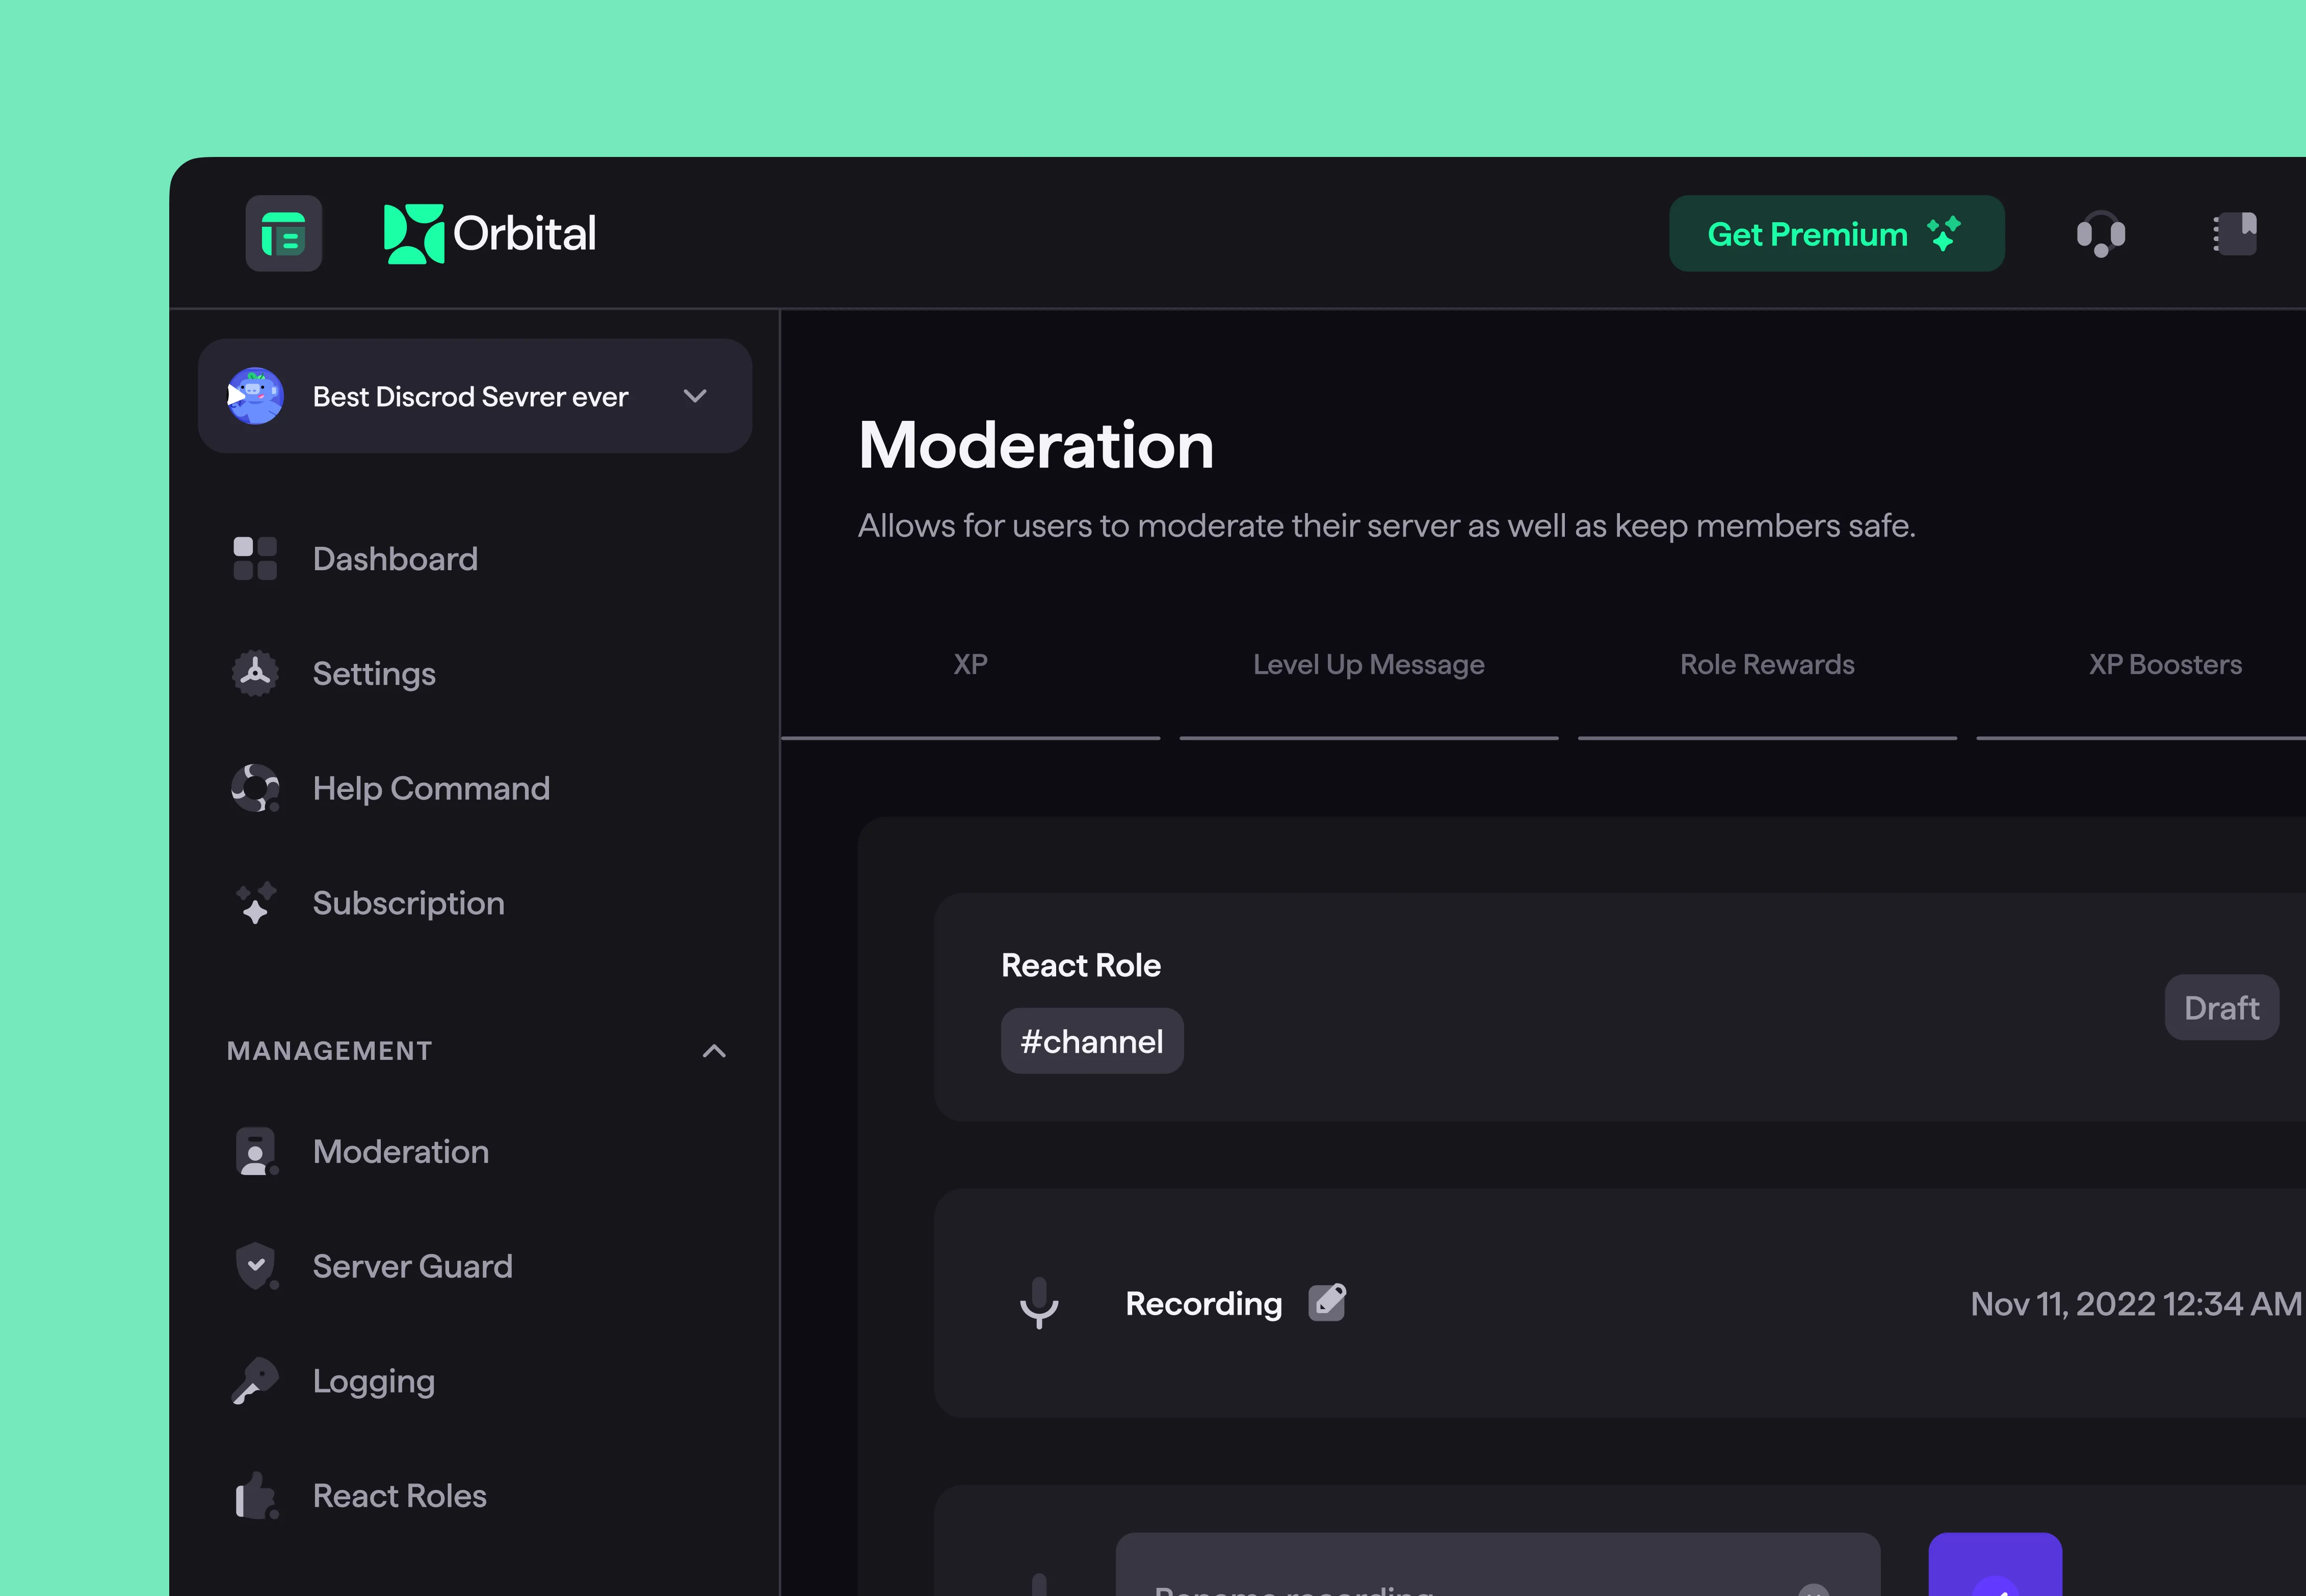 Orbital
Get Premium
Best Discrod Sevrer ever
Dashboard
Settings
Help Command
Subscription
MANAGEMENT
Moderation
Server Guard
Logging
React Roles
Moderation
Allows for users to moderate their server as well as keep members safe.
XP
Level Up Message
Role Rewards
XP Boosters
React Role
#channel
Draft
Recording
Nov 11, 2022 12:34 AM
Rename recording